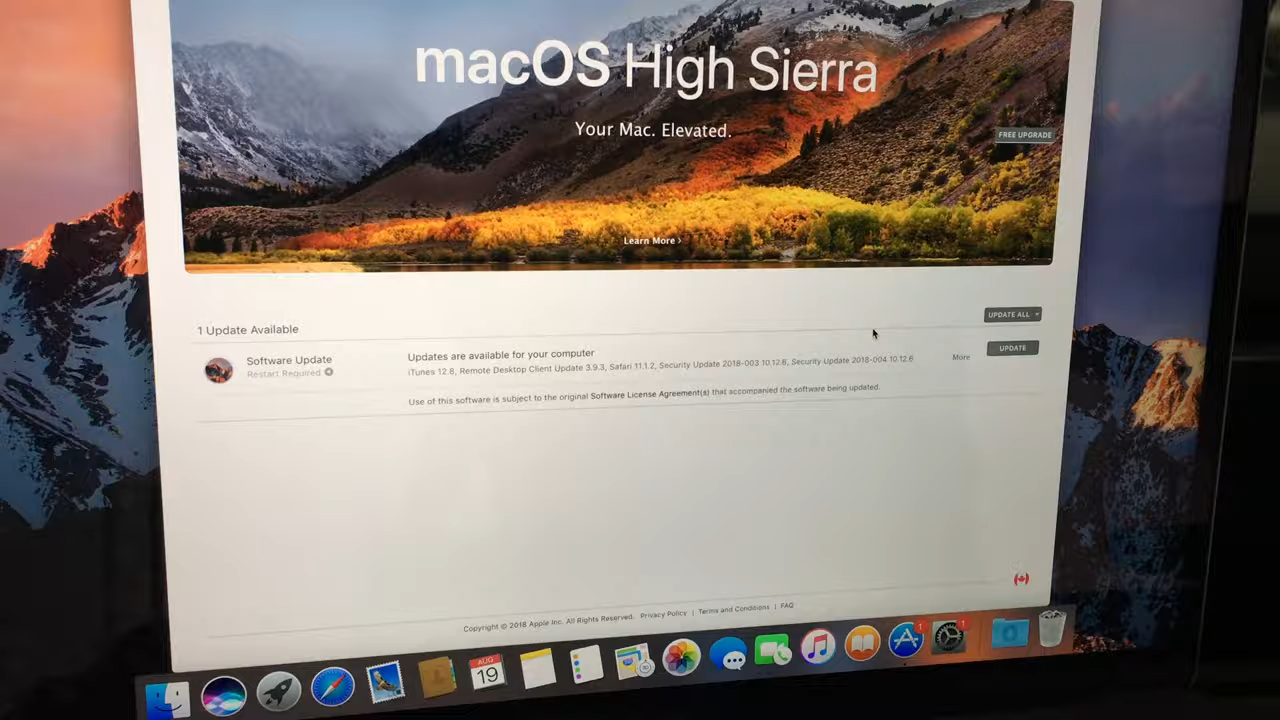 macOS High Sierra
Your Mac. Elevated.
FREE UPGRADE
Learn More ›
1 Update Available
UPDATE ALL
Software Update
Restart Required
Updates are available for your computer
iTunes 12.8, Remote Desktop Client Update 3.9.3, Safari 11.1.2, Security Update 2018-003 10.12.6, Security Update 2018-004 10.12.6
More
UPDATE
Use of this software is subject to the original Software License Agreement(s) that accompanied the software being updated.
Copyright © 2018 Apple Inc. All Rights Reserved. Privacy Policy | Terms and Conditions | FAQ
AUG
19
1
1